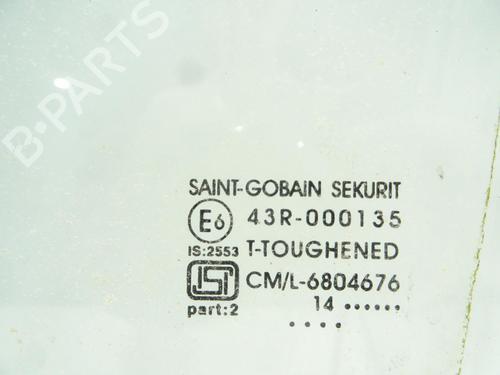 B-PARTS
SAINT-GOBAIN SEKURIT
E6 43R-000135
IS:2553 T-TOUGHENED
ISI CM/L-6804676
part:2 14 ••••••
••••